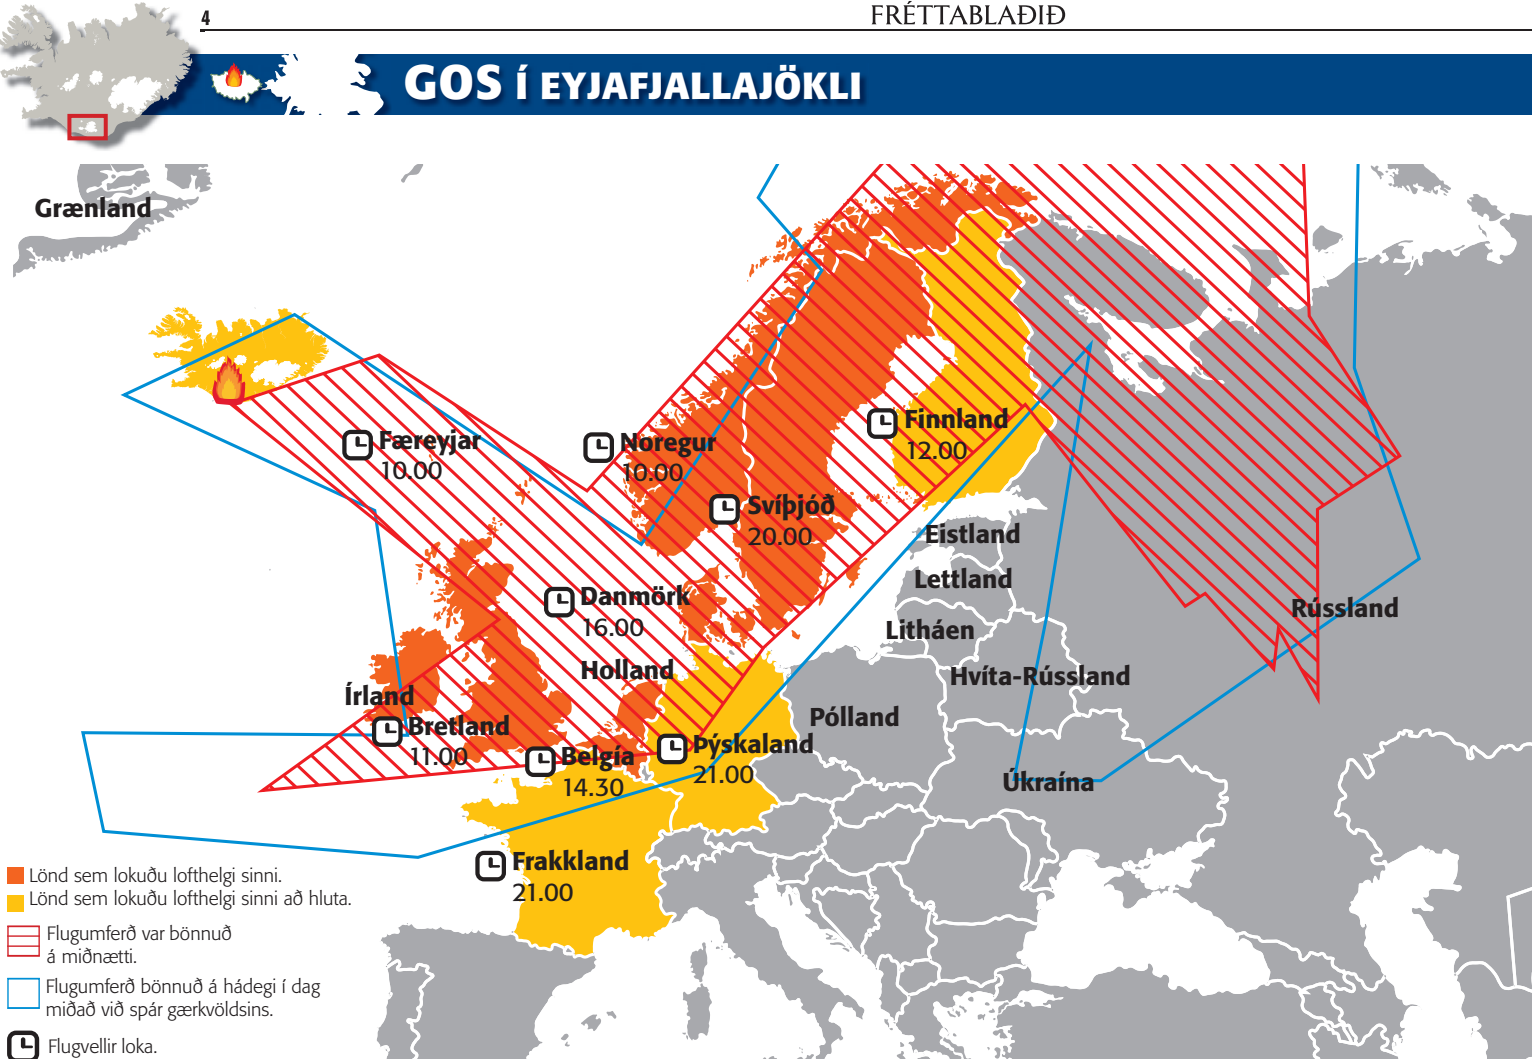 4
FRÉTTABLAÐIÐ
GOS Í EYJAFJALLAJÖKLI
Grænland
Færeyjar
10.00
Noregur
10.00
Finnland
12.00
Svíþjóð
20.00
Eistland
Lettland
Litháen
Rússland
Danmörk
16.00
Holland
Hvíta-Rússland
Írland
Bretland
11.00
Pólland
Belgía
14.30
Þýskaland
21.00
Úkraína
Frakkland
21.00
Lönd sem lokuðu lofthelgi sinni.
Lönd sem lokuðu lofthelgi sinni að hluta.
Flugumferð var bönnuð
á miðnætti.
Flugumferð bönnuð á hádegi í dag
miðað við spár gærkvöldsins.
Flugvellir loka.